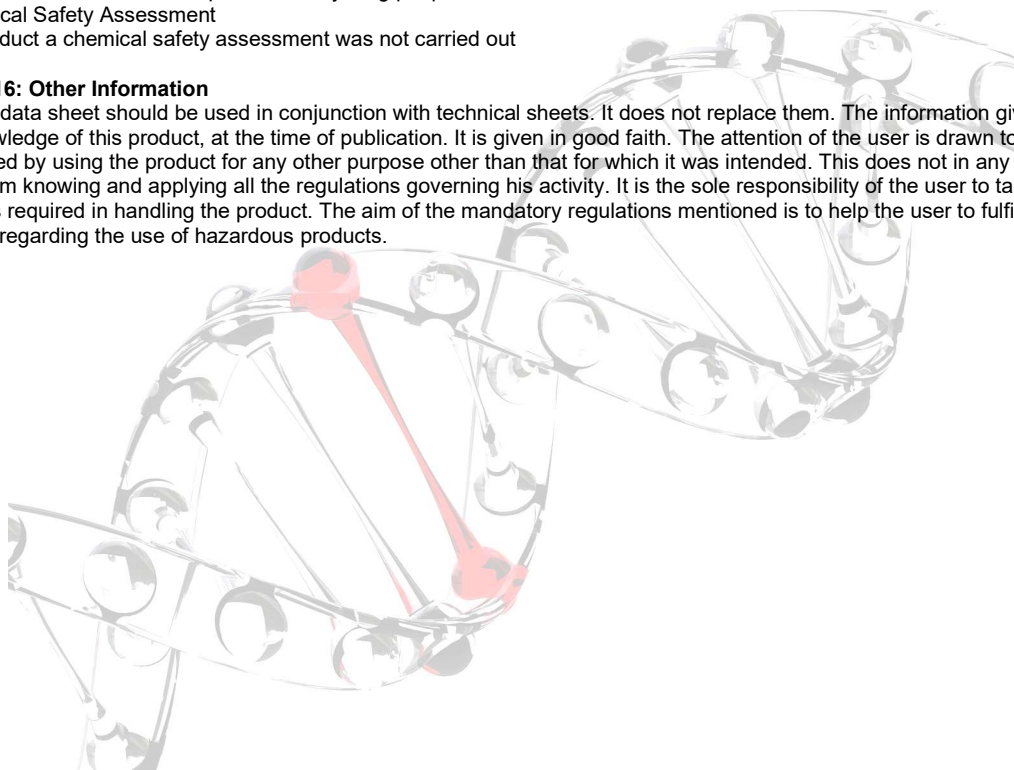 cal Safety Assessment
duct a chemical safety assessment was not carried out
16: Other Information
data sheet should be used in conjunction with technical sheets. It does not replace them. The information giv
wledge of this product, at the time of publication. It is given in good faith. The attention of the user is drawn to
ed by using the product for any other purpose other than that for which it was intended. This does not in any
m knowing and applying all the regulations governing his activity. It is the sole responsibility of the user to ta
s required in handling the product. The aim of the mandatory regulations mentioned is to help the user to fulfi
regarding the use of hazardous products.